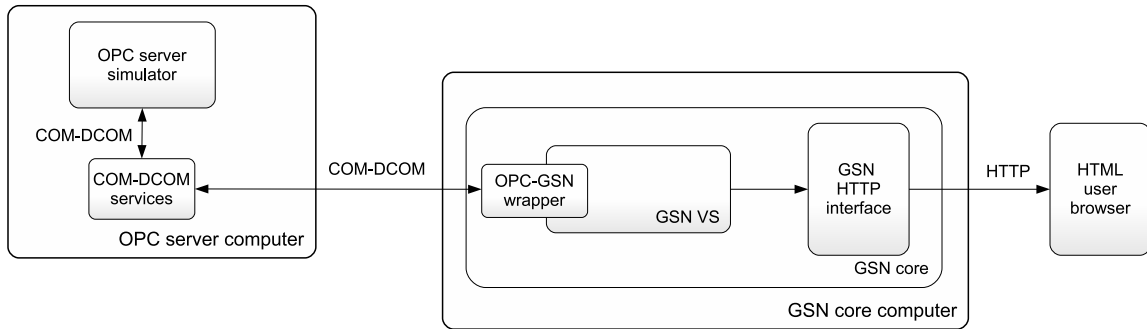 OPC server
simulator
COM-DCOM
COM-DCOM
services
OPC server computer
COM-DCOM
OPC-GSN
wrapper
GSN VS
GSN
HTTP
interface
GSN core
GSN core computer
HTTP
HTML
user
browser